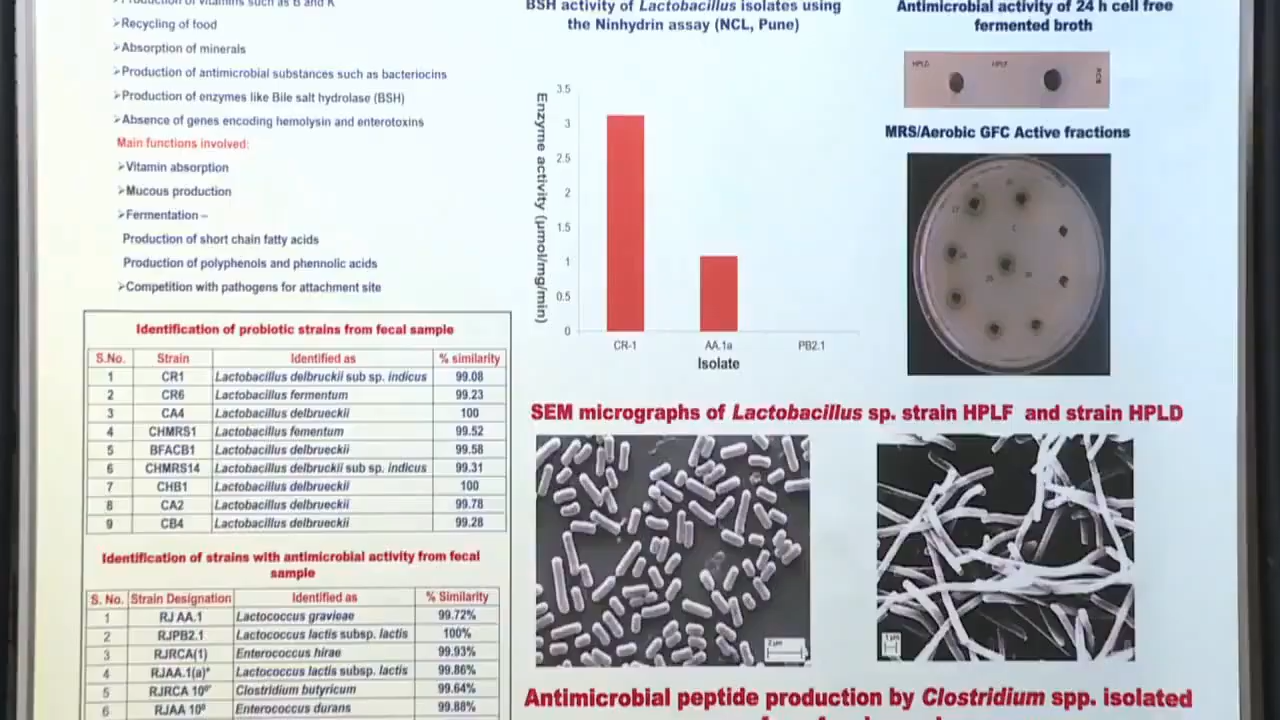 Production of vitamins such as B and K
➢Recycling of food
➢Absorption of minerals
➢Production of antimicrobial substances such as bacteriocins
➢Production of enzymes like Bile salt hydrolase (BSH)
➢Absence of genes encoding hemolysin and enterotoxins
Main functions involved:
➢Vitamin absorption
➢Mucous production
➢Fermentation –
Production of short chain fatty acids
Production of polyphenols and phennolic acids
➢Competition with pathogens for attachment site
Identification of probiotic strains from fecal sample
S.No. Strain Identified as % similarity
1 CR1 Lactobacillus delbruckii sub sp. indicus 99.08
2 CR6 Lactobacillus fermentum 99.23
3 CA4 Lactobacillus delbrueckii 100
4 CHMRS1 Lactobacillus fementum 99.52
5 BFACB1 Lactobacillus delbrueckii 99.58
6 CHMRS14 Lactobacillus delbruckii sub sp. indicus 99.31
7 CHB1 Lactobacillus delbrueckii 100
8 CA2 Lactobacillus delbrueckii 99.78
9 CB4 Lactobacillus delbrueckii 99.28
Identification of strains with antimicrobial activity from fecal
sample
S. No. Strain Designation Identified as % Similarity
1 RJ AA.1 Lactococcus gravieae 99.72%
2 RJPB2.1 Lactococcus lactis subsp. lactis 100%
3 RJRCA(1) Enterococcus hirae 99.93%
4 RJAA.1(a)* Lactococcus lactis subsp. lactis 99.86%
5 RJRCA Clostridium butyricum 99.64%
6 RJAA Enterococcus durans 99.88%
BSH activity of Lactobacillus isolates using
the Ninhydrin assay (NCL, Pune)
Enzyme activity (µmol/mg/min)
3.5
3
2.5
2
1.5
1
0.5
0
CR-1 AA.1a PB2.1
Isolate
Antimicrobial activity of 24 h cell free
fermented broth
HPLD HPLF
MRS/Aerobic GFC Active fractions
SEM micrographs of Lactobacillus sp. strain HPLF and strain HPLD
2 µm
1 µm
Antimicrobial peptide production by Clostridium spp. isolated